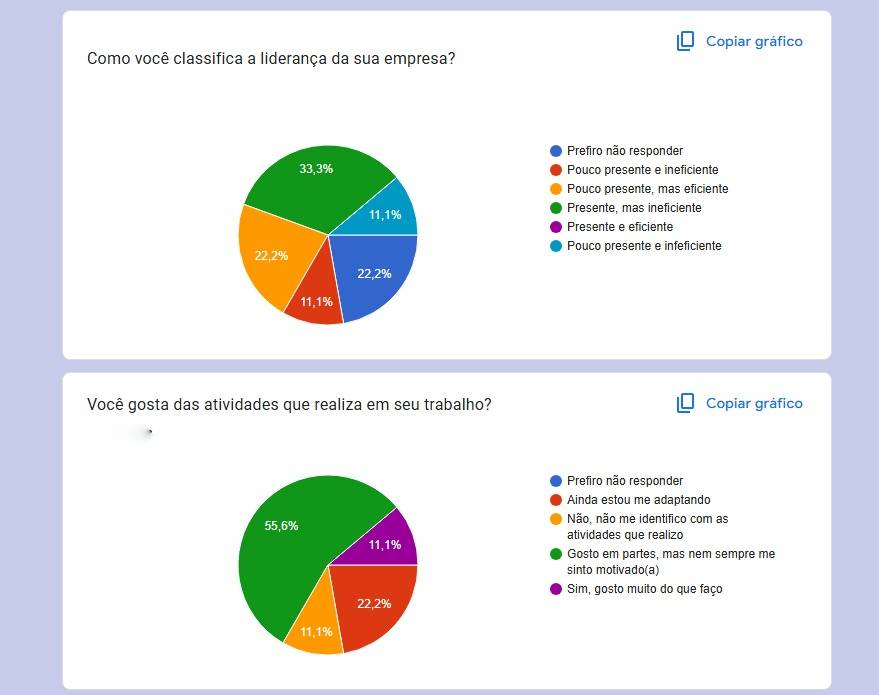 Copiar gráfico
Como você classifica a liderança da sua empresa?
33,3%
11,1%
22,2%
22,2%
11,1%
Prefiro não responder
Pouco presente e ineficiente
Pouco presente, mas eficiente
Presente, mas ineficiente
Presente e eficiente
Pouco presente e infeficiente
Você gosta das atividades que realiza em seu trabalho?
Copiar gráfico
55,6%
11,1%
22,2%
11,1%
Prefiro não responder
Ainda estou me adaptando
Não, não me identifico com as
atividades que realizo
Gosto em partes, mas nem sempre me
sinto motivado(a)
Sim, gosto muito do que faço